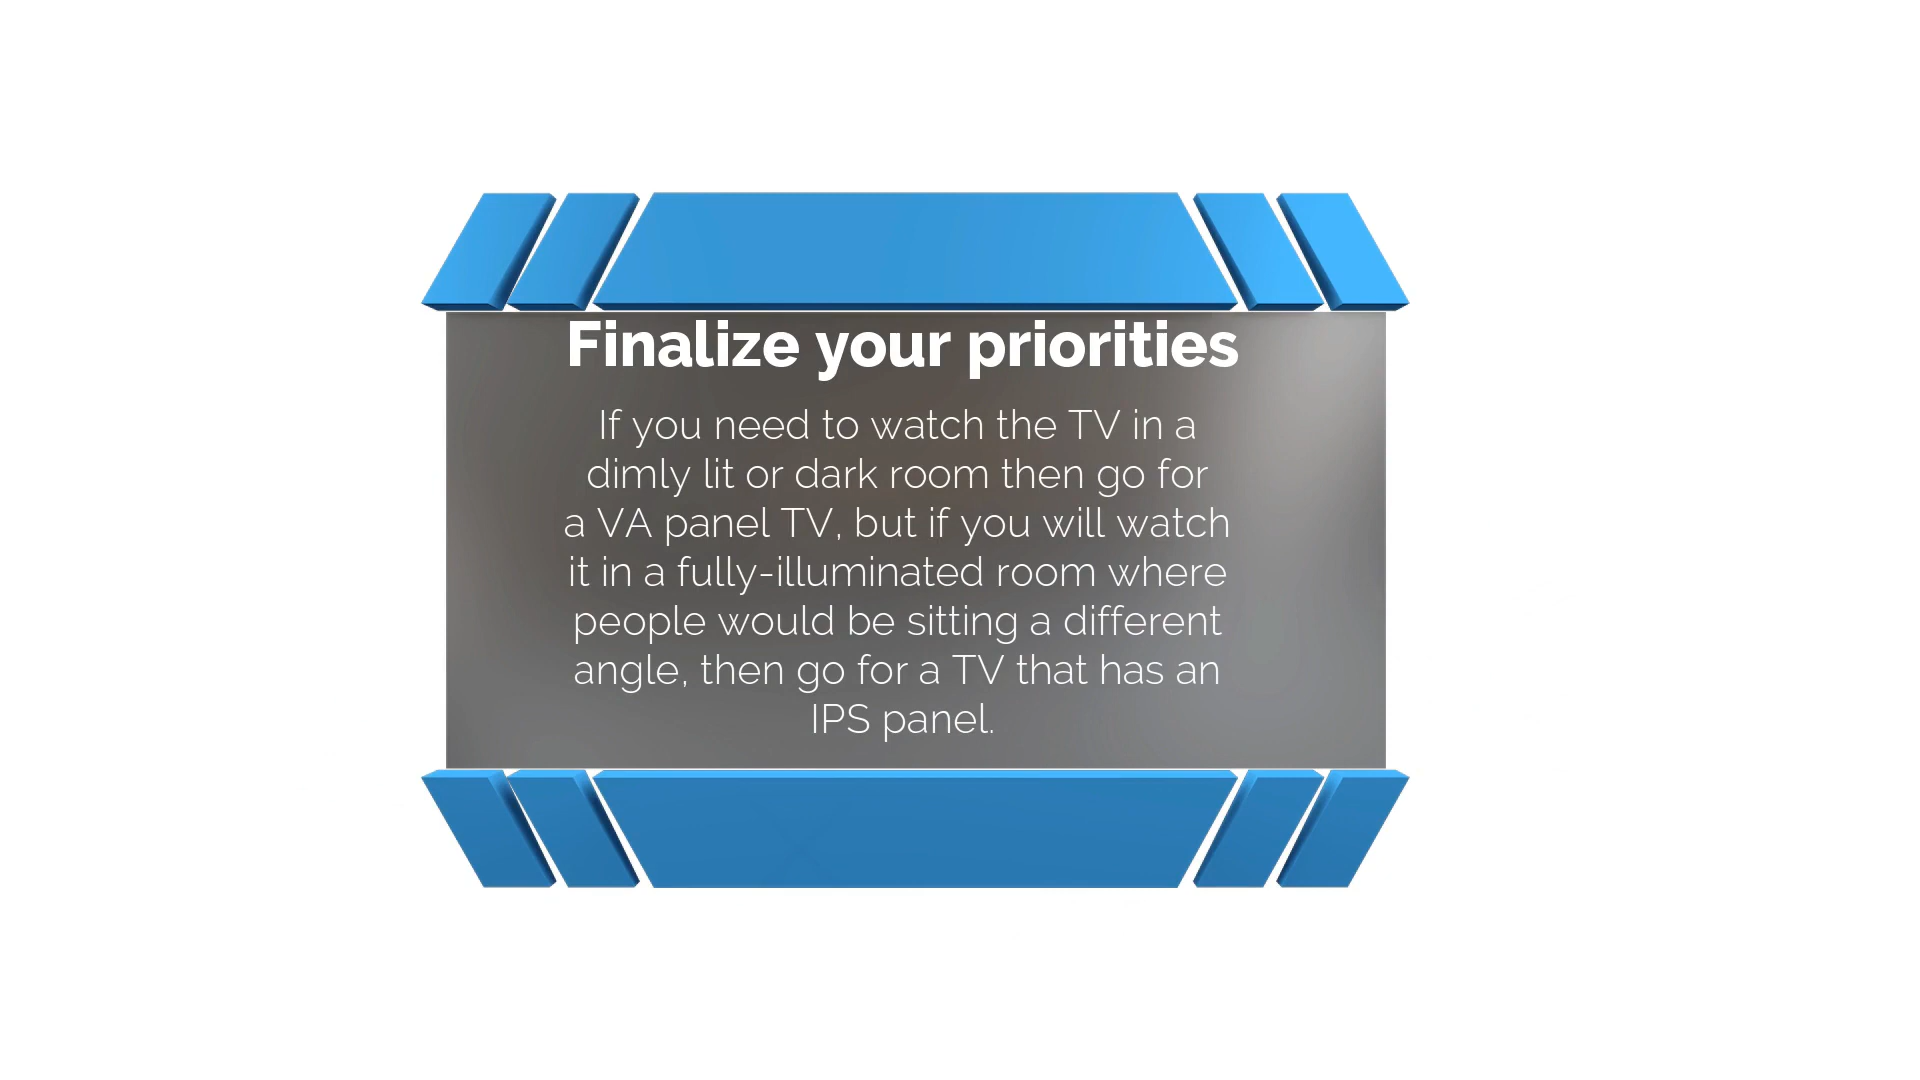 Finalize your priorities
If you need to watch the TV in a
dimly lit or dark room then go for
a VA panel TV, but if you will watch
it in a fully-illuminated room where
people would be sitting a different
angle, then go for a TV that has an
IPS panel.